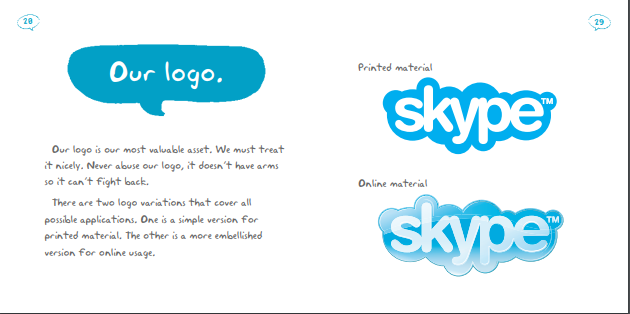 28
Our logo.
Our logo is our most valuable asset. We must treat
it nicely. Never abuse our logo, it doesn't have arms
so it can't fight back.
There are two logo variations that cover all
possible applications. One is a simple version for
printed material. The other is a more embellished
version for online usage.
29
Printed material
skype™
Online material
skype™